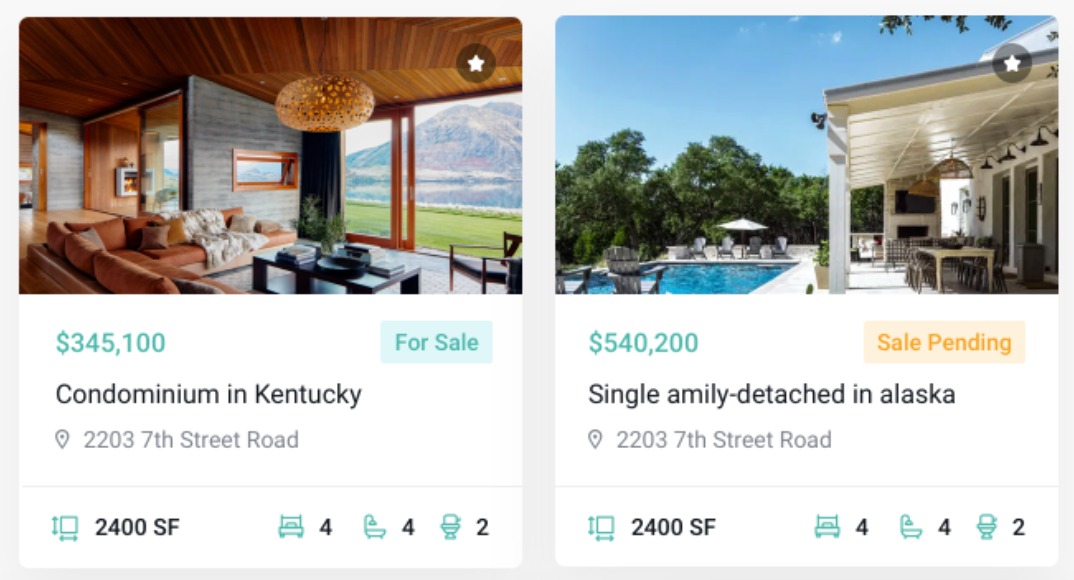 $345,100
For Sale
Condominium in Kentucky
2203 7th Street Road
2400 SF
4
4
2
$540,200
Sale Pending
Single amily-detached in alaska
2203 7th Street Road
2400 SF
4
4
2